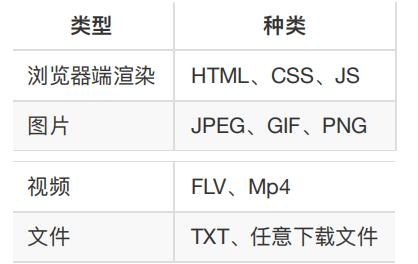 类型 种类
浏览器端渲染 HTML、CSS、JS
图片 JPEG、GIF、PNG
视频 FLV、Mp4
文件 TXT、任意下载文件